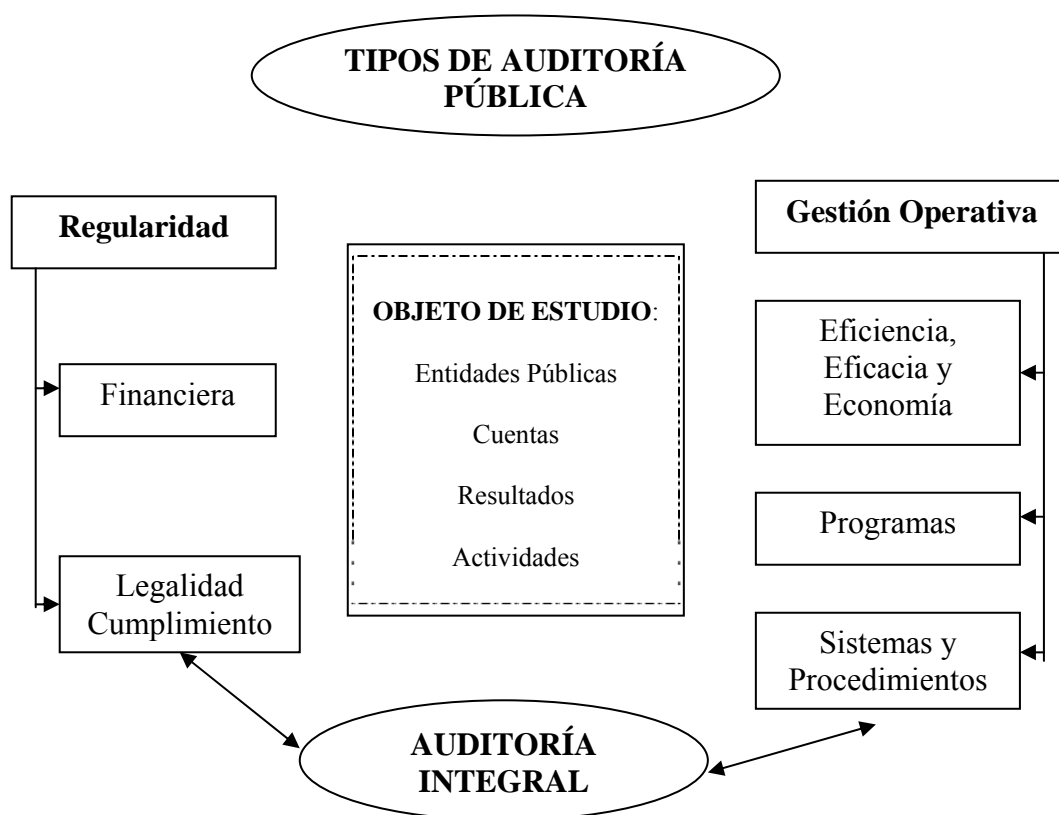 TIPOS DE AUDITORÍA
PÚBLICA
Regularidad
Financiera
Legalidad
Cumplimiento
OBJETO DE ESTUDIO:
Entidades Públicas
Cuentas
Resultados
Actividades
Gestión Operativa
Eficiencia,
Eficacia y
Economía
Programas
Sistemas y
Procedimientos
AUDITORÍA
INTEGRAL